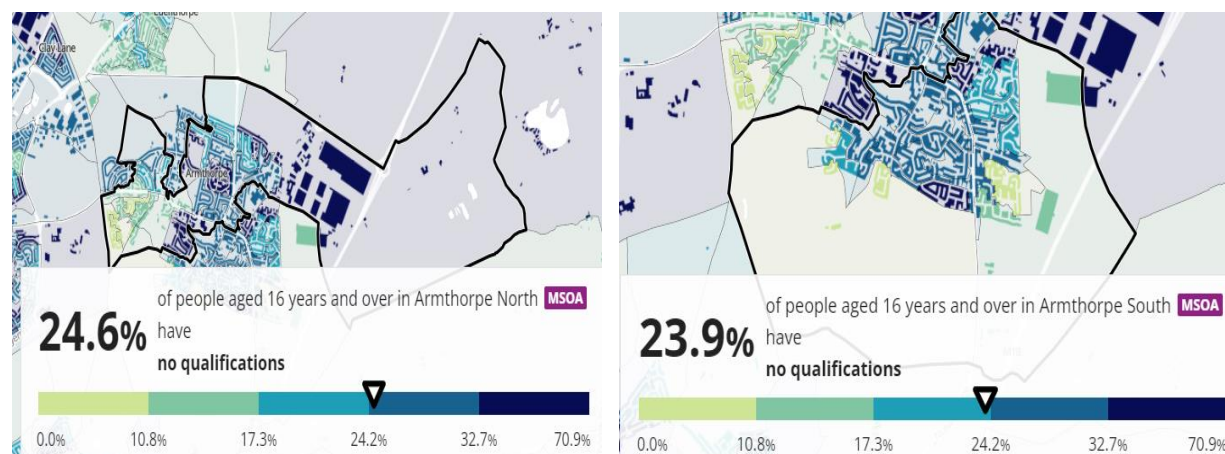 Edenthorpe
Clay Lane
Armthorpe
24.6%
of people aged 16 years and over in Armthorpe North MSOA
have
no qualifications
0.0% 10.8% 17.3% 24.2% 32.7% 70.9%
23.9%
of people aged 16 years and over in Armthorpe South MSOA
have
no qualifications
0.0% 10.8% 17.3% 24.2% 32.7% 70.9%